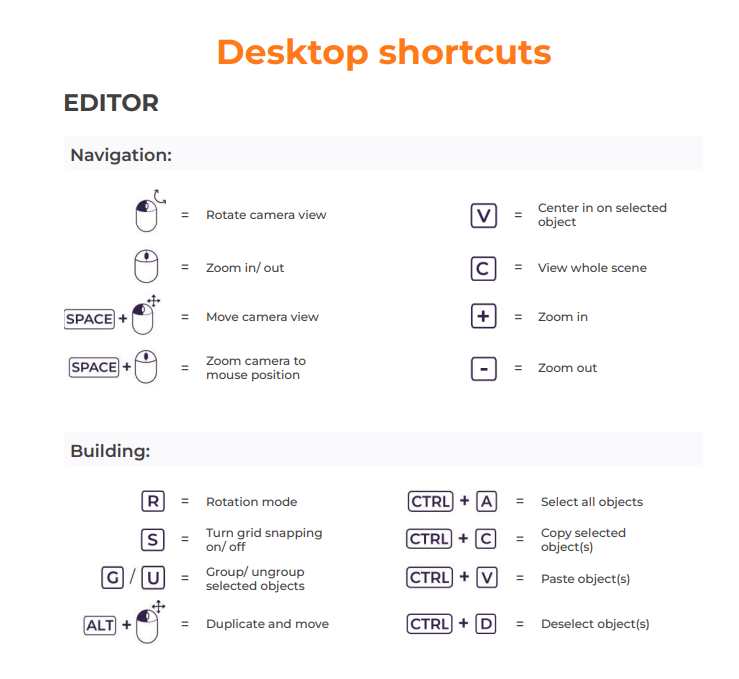 Desktop shortcuts
EDITOR
Navigation:
= Rotate camera view
= Zoom in/ out
SPACE + = Move camera view
SPACE + = Zoom camera to
mouse position
V = Center in on selected
object
C = View whole scene
+ = Zoom in
- = Zoom out
Building:
R = Rotation mode
S = Turn grid snapping
on/ off
G / U = Group/ ungroup
selected objects
ALT + = Duplicate and move
CTRL + A = Select all objects
CTRL + C = Copy selected
object(s)
CTRL + V = Paste object(s)
CTRL + D = Deselect object(s)